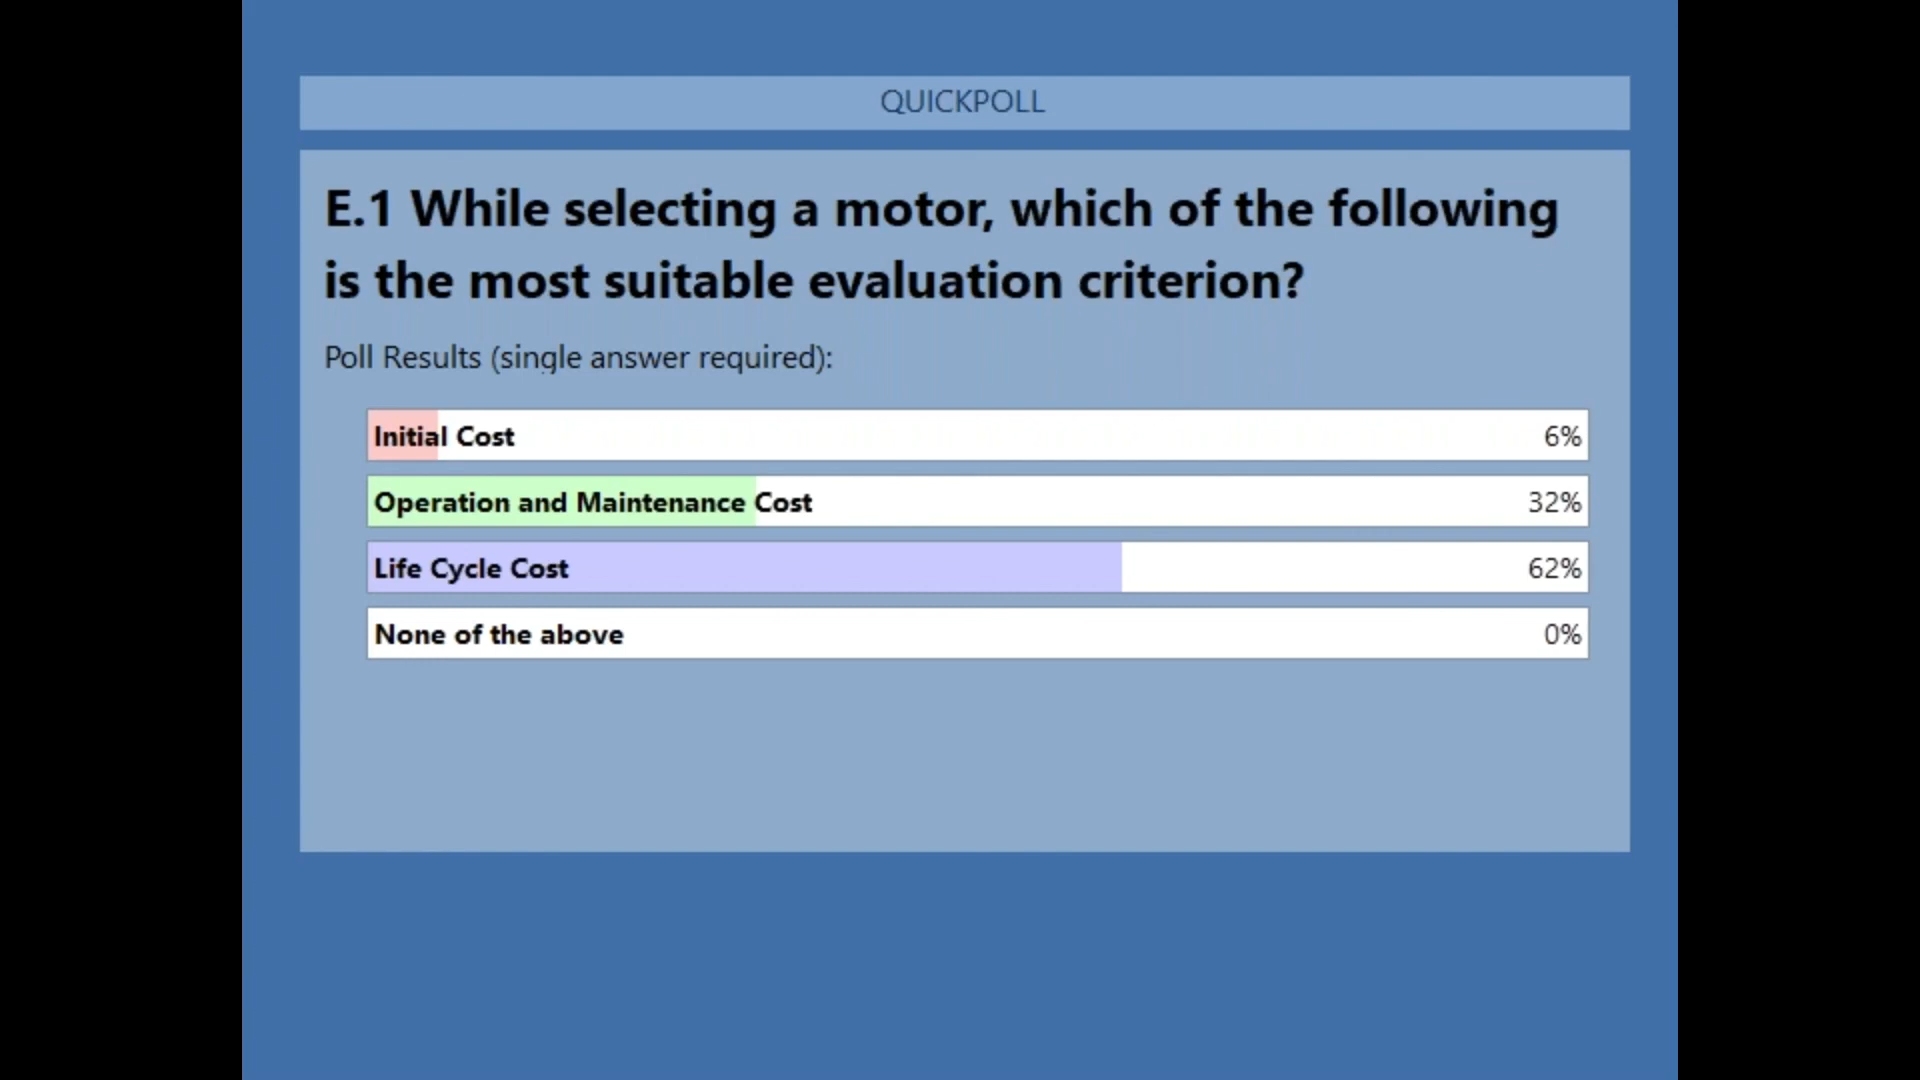 QUICKPOLL
E.1 While selecting a motor, which of the following
is the most suitable evaluation criterion?
Poll Results (single answer required):
Initial Cost 6%
Operation and Maintenance Cost 32%
Life Cycle Cost 62%
None of the above 0%